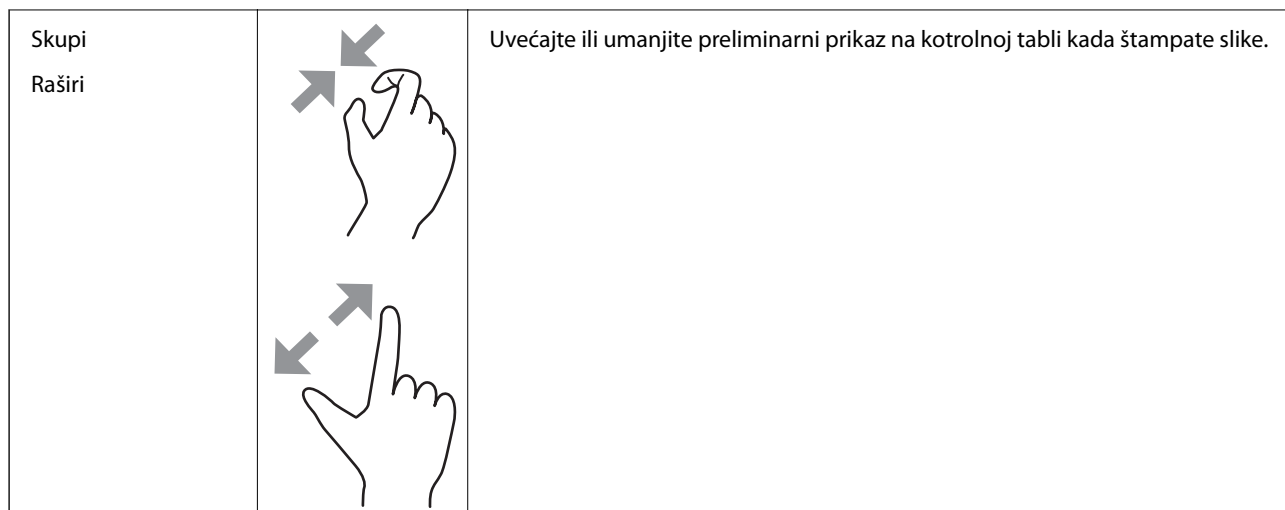 Skupi
Raširi
Uvećajte ili umanjite preliminarni prikaz na kotrolnoj tabli kada štampate slike.